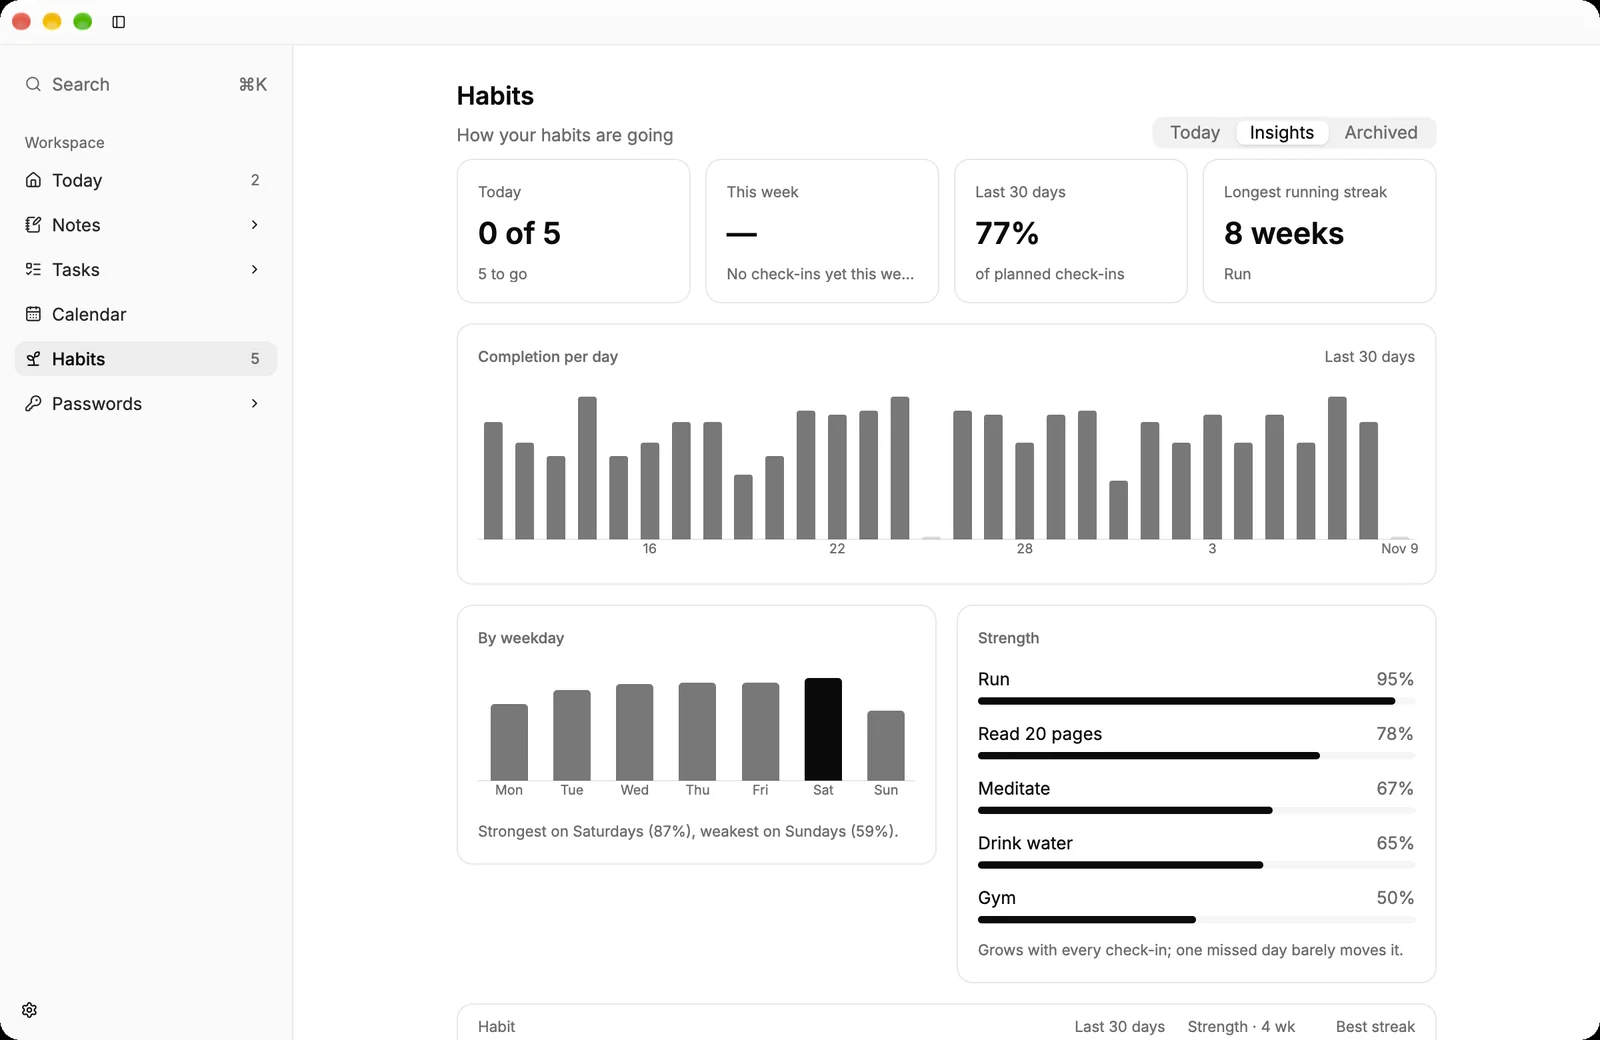 Search ⌘K
Workspace
Today 2
Notes
Tasks
Calendar
Habits 5
Passwords
Habits
How your habits are going
Today Insights Archived
Today
0 of 5
5 to go
This week
—
No check-ins yet this we...
Last 30 days
77%
of planned check-ins
Longest running streak
8 weeks
Run
Completion per day Last 30 days
16 22 28 3 Nov 9
By weekday
Mon Tue Wed Thu Fri Sat Sun
Strongest on Saturdays (87%), weakest on Sundays (59%).
Strength
Run 95%
Read 20 pages 78%
Meditate 67%
Drink water 65%
Gym 50%
Grows with every check-in; one missed day barely moves it.
Habit Last 30 days Strength · 4 wk Best streak